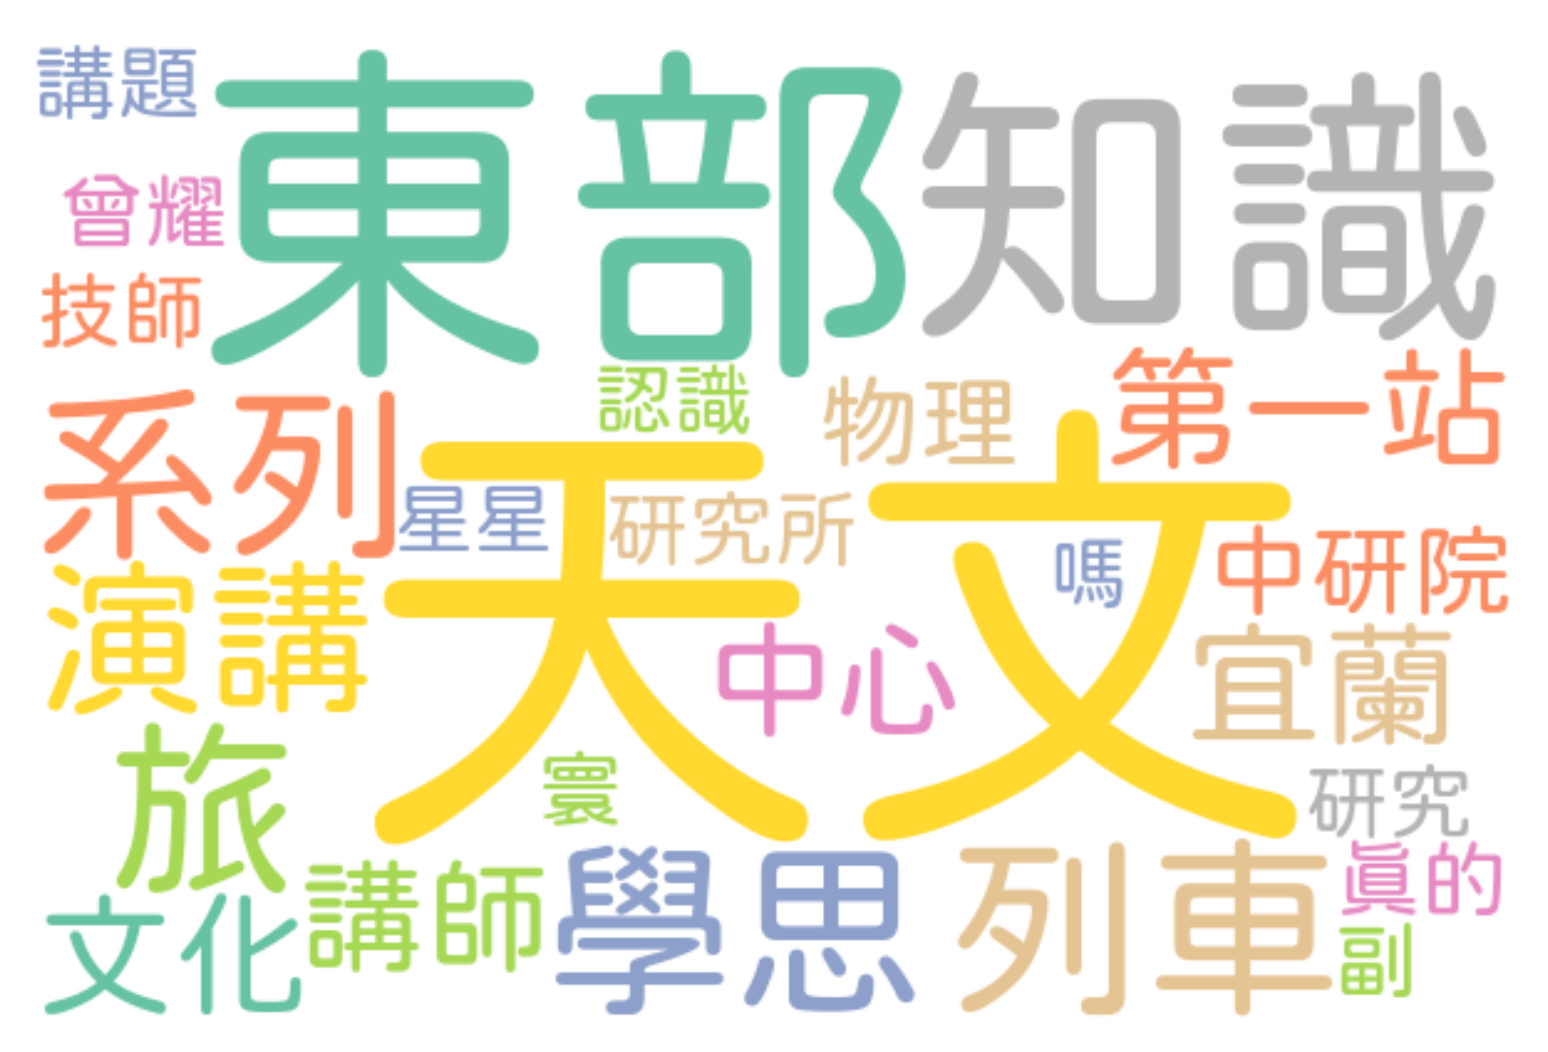 講題
東部
知識
曾耀
技師
認識
物理
第一站
系列
天文
星星
研究所
嗎
中研院
演講
中心
宜蘭
旅
寰
研究
講師
學思
列車
眞的
文化
副